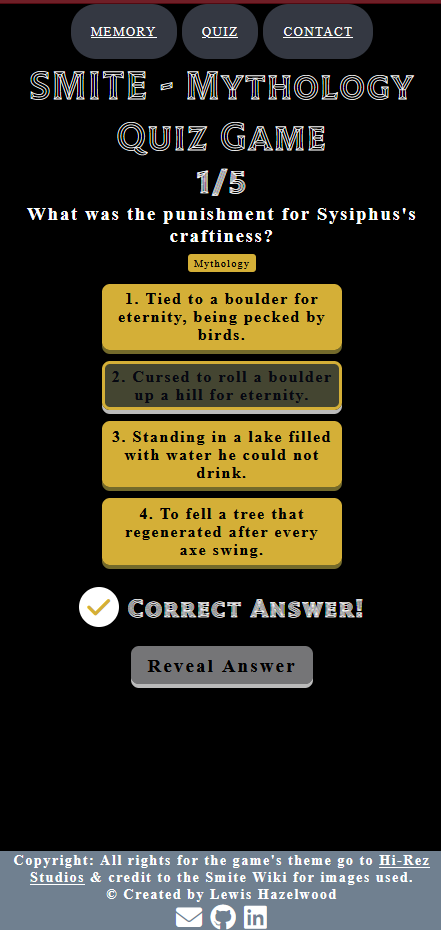 MEMORY QUIZ CONTACT
SMITE - Mythology
Quiz Game
1/5
What was the punishment for Sysiphus's
craftiness?
Mythology
1. Tied to a boulder for
eternity, being pecked by
birds.
2. Cursed to roll a boulder
up a hill for eternity.
3. Standing in a lake filled
with water he could not
drink.
4. To fell a tree that
regenerated after every
axe swing.
Correct Answer!
Reveal Answer
Copyright: All rights for the game's theme go to Hi-Rez
Studios & credit to the Smite Wiki for images used.
© Created by Lewis Hazelwood